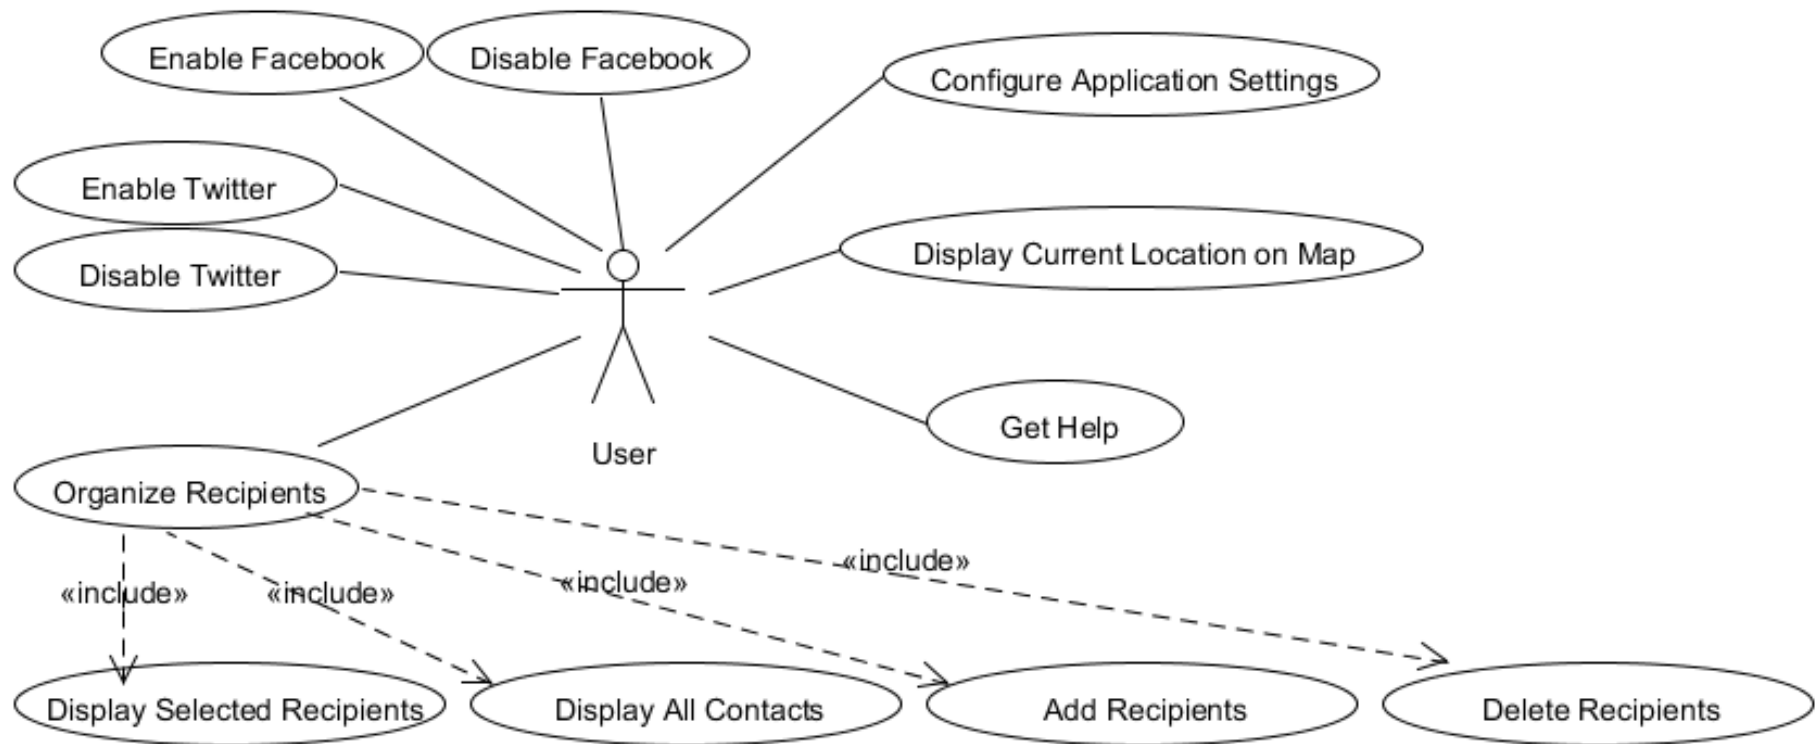 Enable Facebook
Disable Facebook
Configure Application Settings
Enable Twitter
Display Current Location on Map
Disable Twitter
Get Help
User
Organize Recipients
«include»
«include»
«include»
«include»
Display Selected Recipients
Display All Contacts
Add Recipients
Delete Recipients